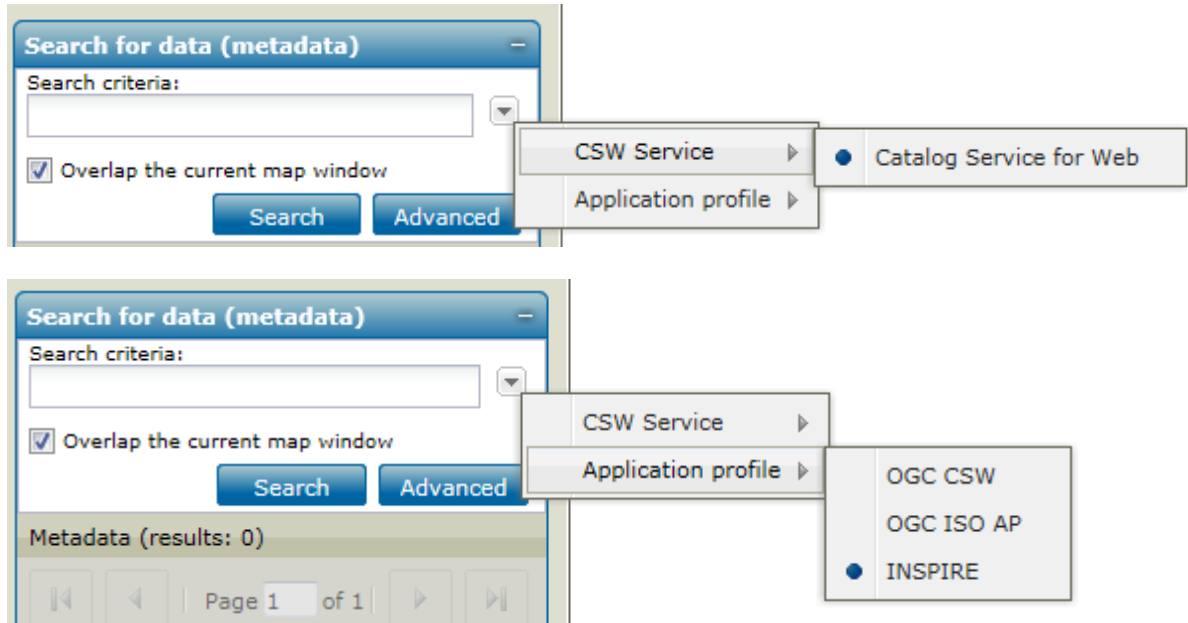 Search for data (metadata)
Search criteria:
CSW Service
Catalog Service for Web
Overlap the current map window
Application profile
Search
Advanced
Search for data (metadata)
Search criteria:
CSW Service
Overlap the current map window
Application profile
OGC CSW
Search
Advanced
OGC ISO AP
Metadata (results: 0)
INSPIRE
Page 1 of 1